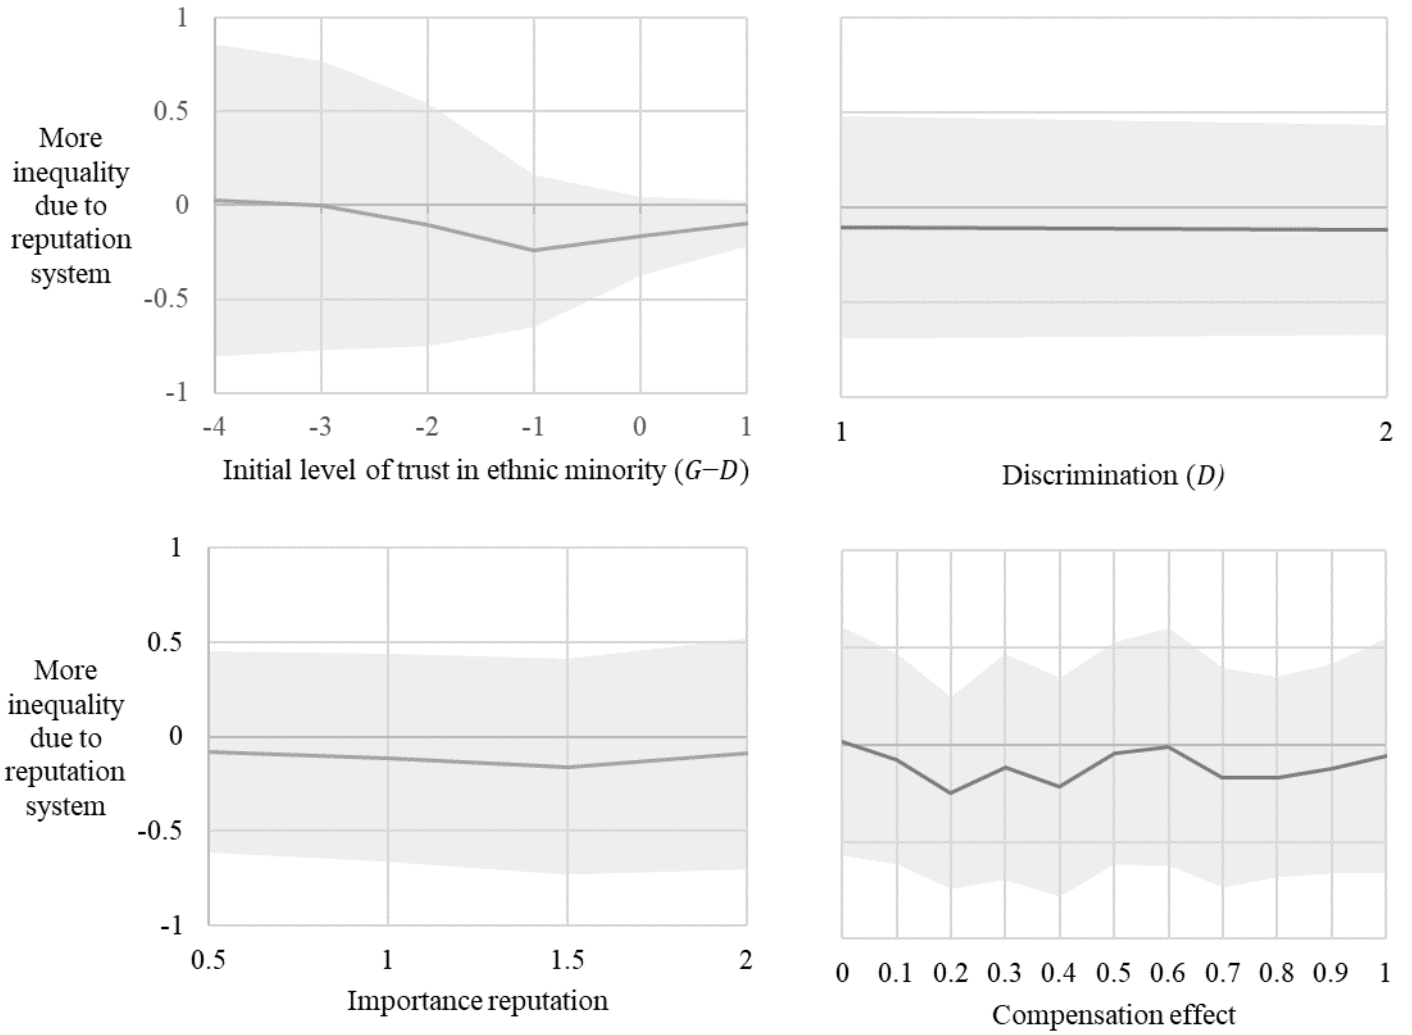 1
0.5
0
-0.5
-1
More
inequality
due to
reputation
system
-4 -3 -2 -1 0 1
Initial level of trust in ethnic minority (G−D)
1 2
Discrimination (D)
1
0.5
0
-0.5
-1
More
inequality
due to
reputation
system
0.5 1 1.5 2
Importance reputation
0 0.1 0.2 0.3 0.4 0.5 0.6 0.7 0.8 0.9 1
Compensation effect